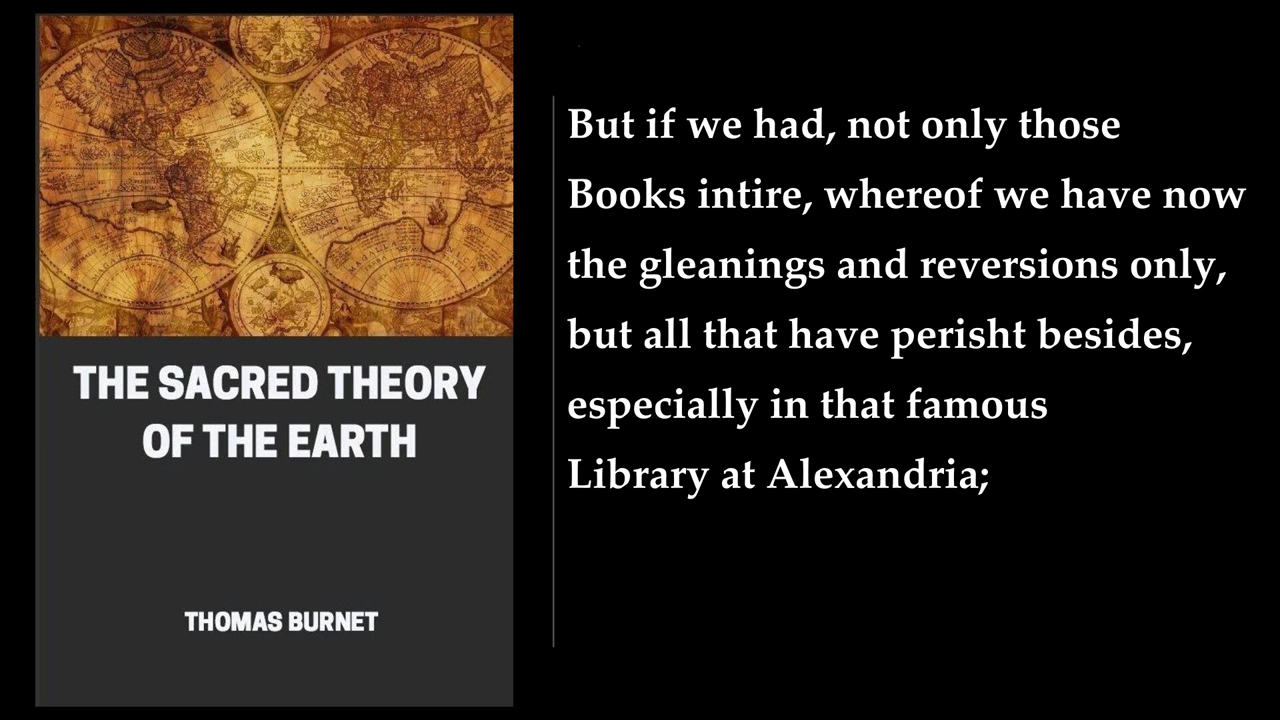 THE SACRED THEORY
OF THE EARTH
THOMAS BURNET
But if we had, not only those
Books intire, whereof we have now
the gleanings and reversions only,
but all that have perisht besides,
especially in that famous
Library at Alexandria;